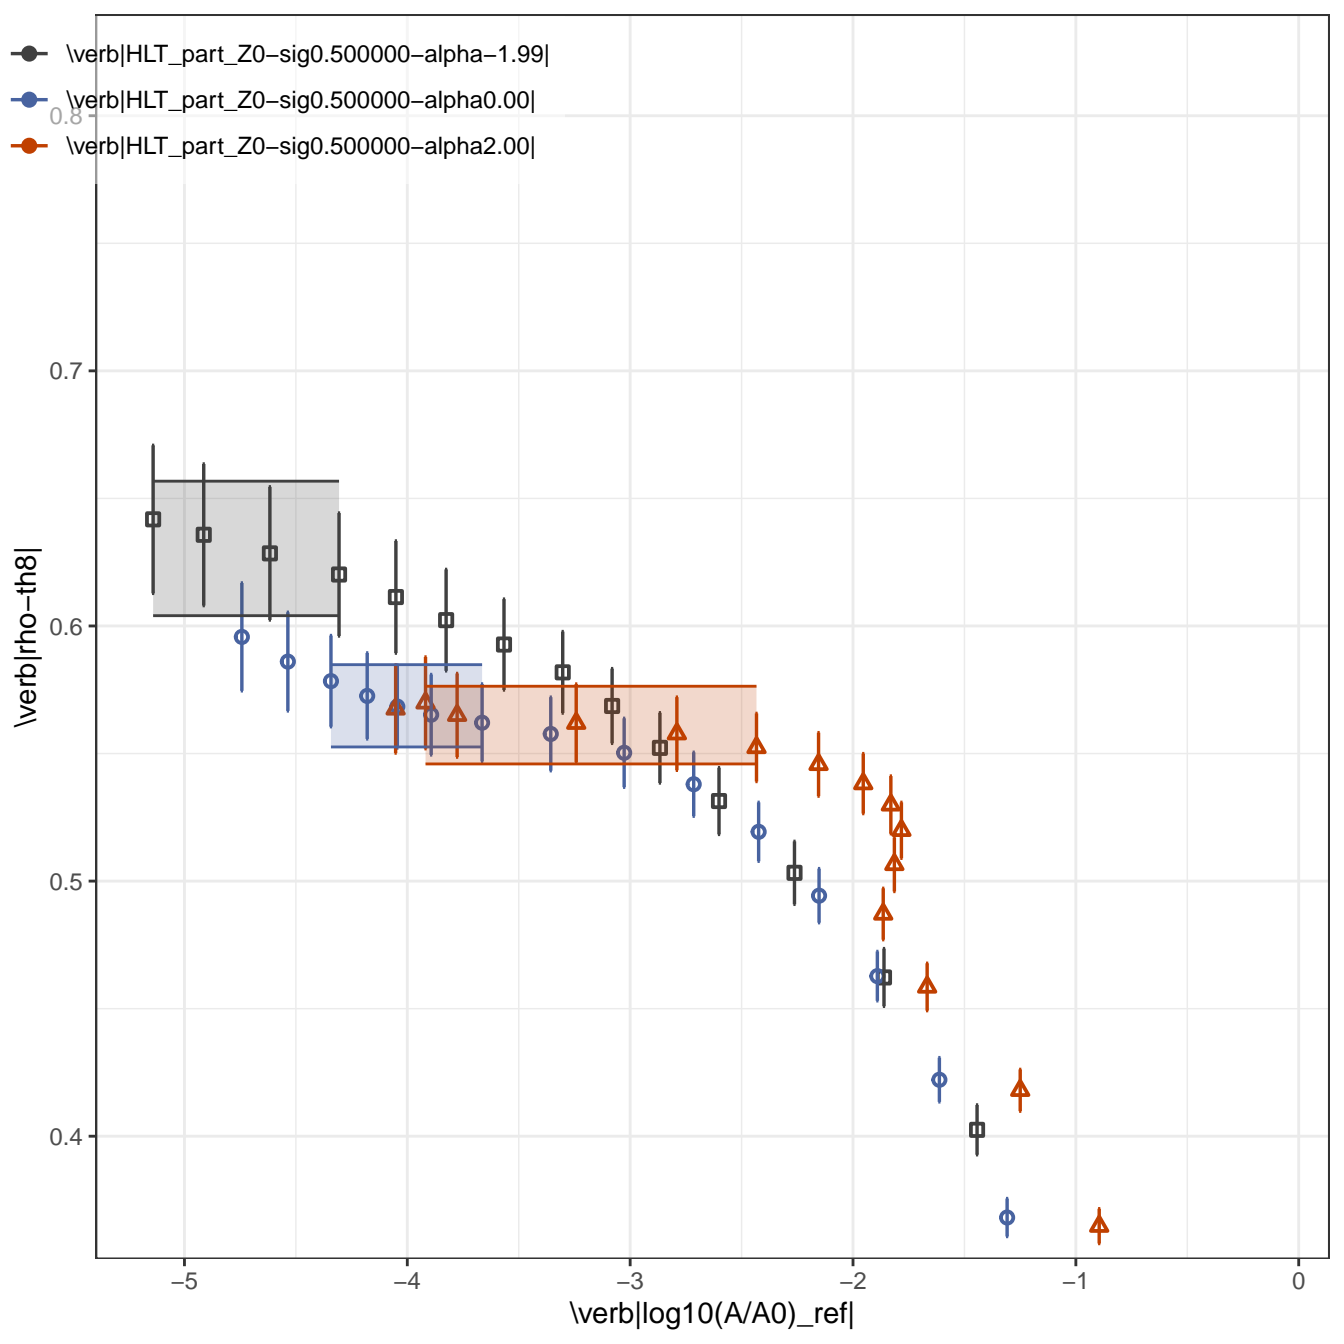 \verb|HLT_part_Z0−sig0.500000−alpha−1.99|
\verb|HLT_part_Z0−sig0.500000−alpha0.00|
\verb|HLT_part_Z0−sig0.500000−alpha2.00|
0.8
0.7
0.6
0.5
0.4
\verb|rho−th8|
−5 −4 −3 −2 −1 0
\verb|log10(A/A0)_ref|